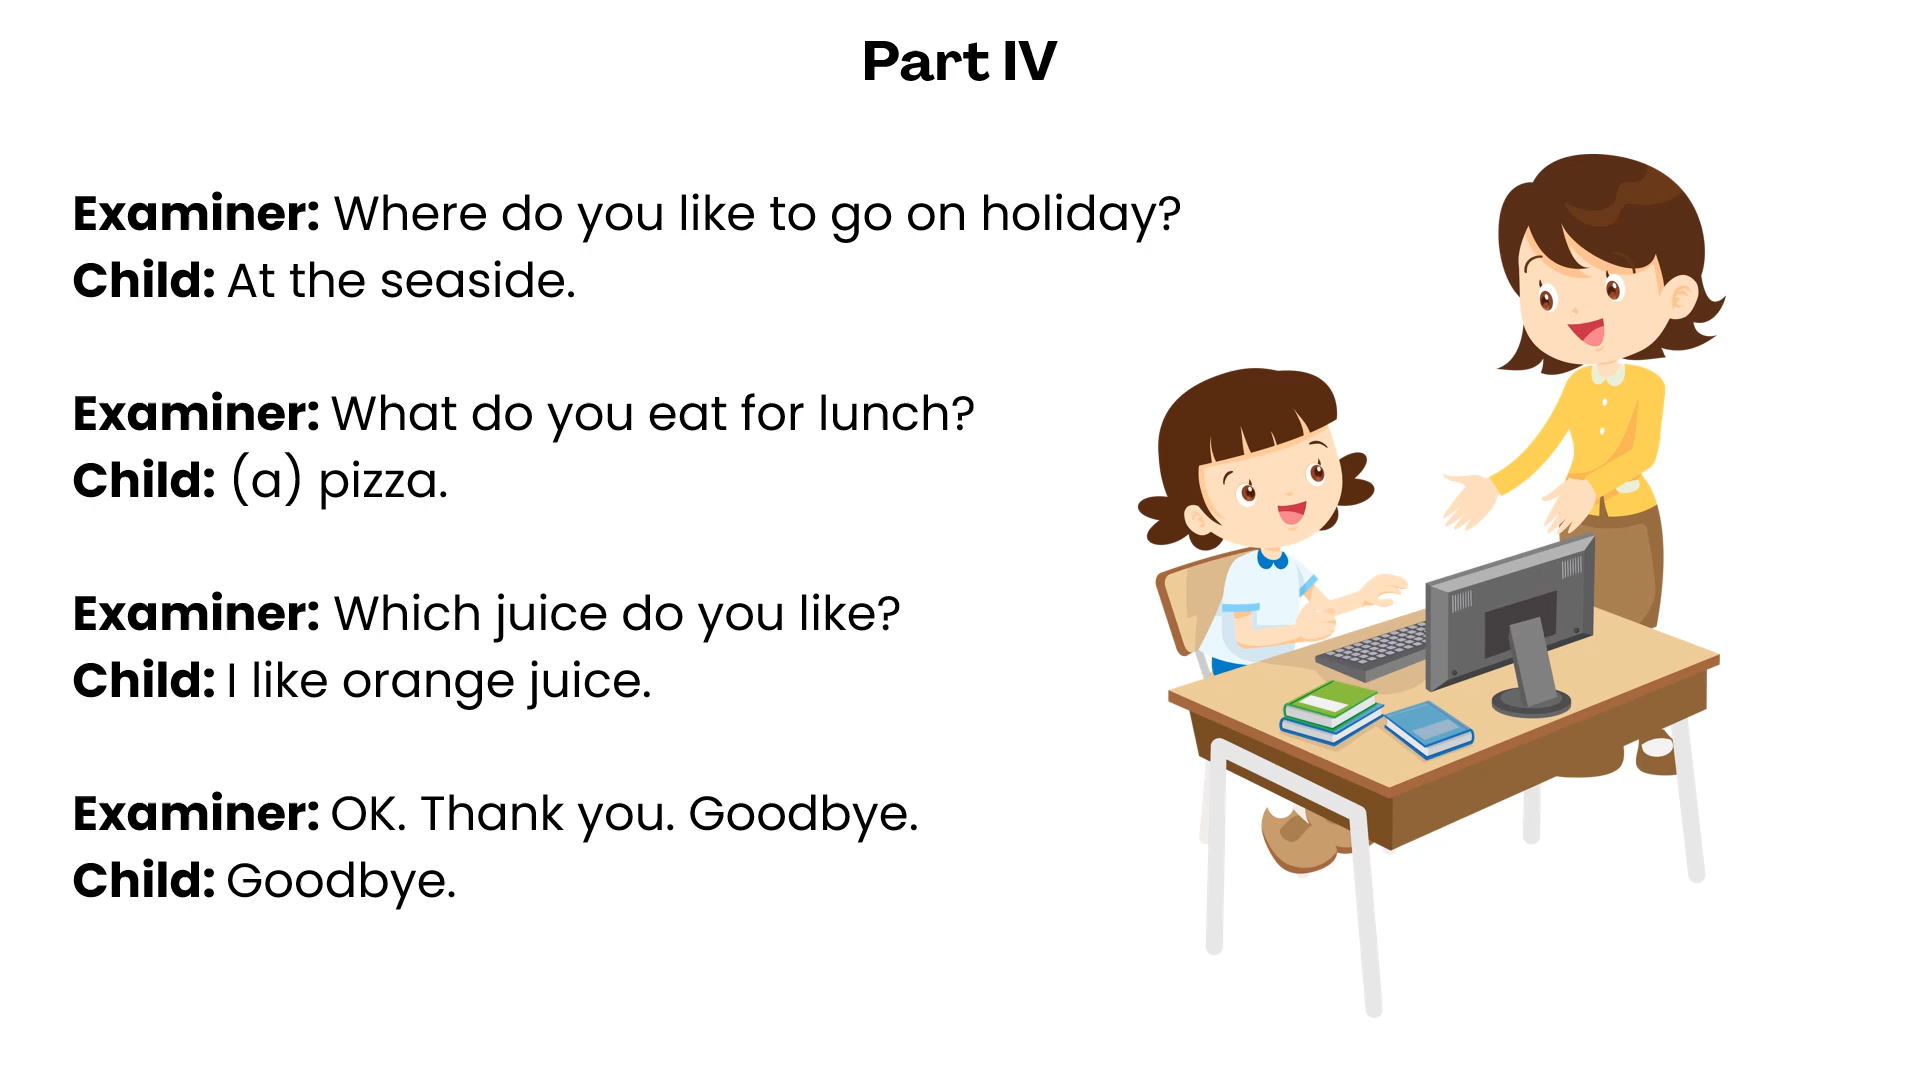 Part IV
Examiner: Where do you like to go on holiday?
Child: At the seaside.
Examiner: What do you eat for lunch?
Child: (a) pizza.
Examiner: Which juice do you like?
Child: I like orange juice.
Examiner: OK. Thank you. Goodbye.
Child: Goodbye.